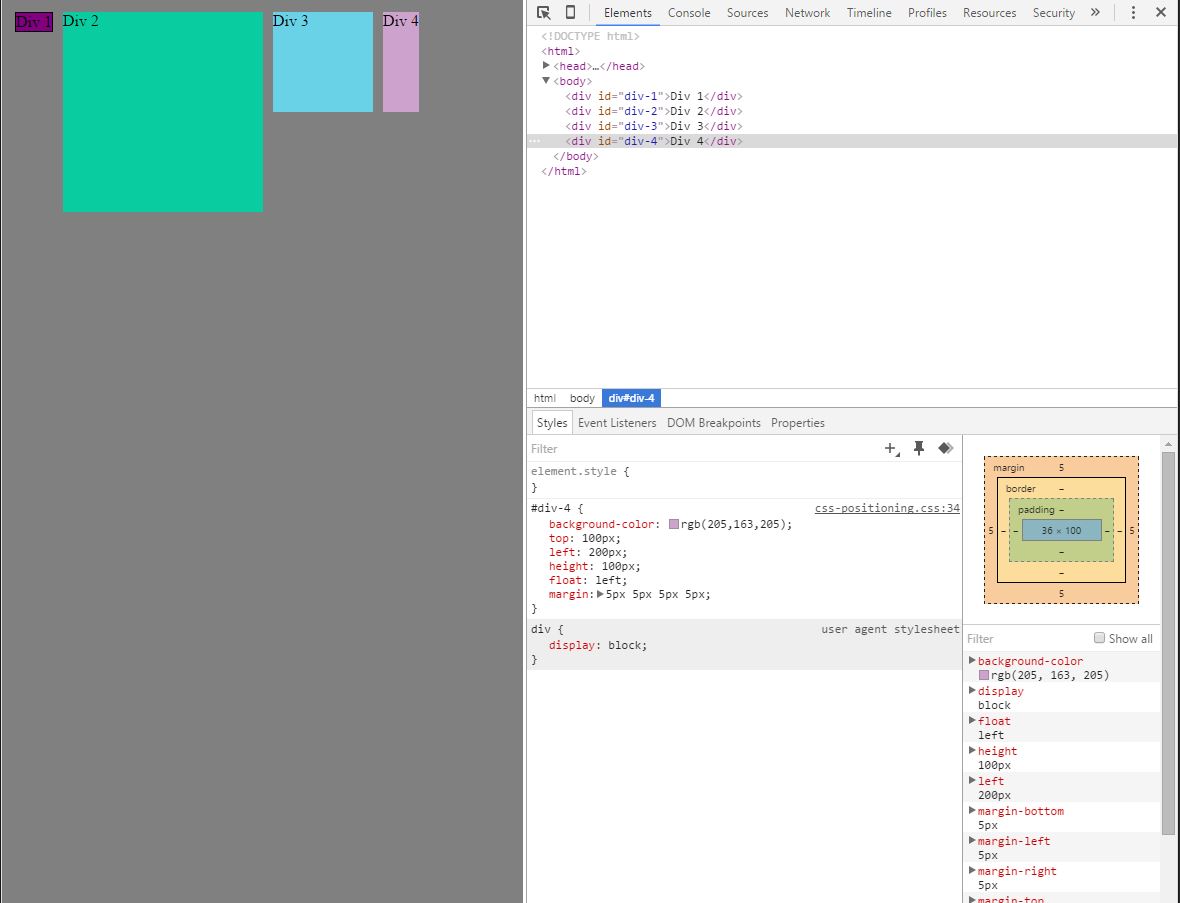 Div 1
Div 2
Div 3
Div 4
Elements Console Sources Network Timeline Profiles Resources Security »
<!DOCTYPE html>
<html>
<head>…</head>
<body>
<div id="div-1">Div 1</div>
<div id="div-2">Div 2</div>
<div id="div-3">Div 3</div>
... <div id="div-4">Div 4</div>
</body>
</html>
html body div#div-4
Styles Event Listeners DOM Breakpoints Properties
Filter
element.style {
}
#div-4 { css-positioning.css:34
background-color: rgb(205,163,205);
top: 100px;
left: 200px;
height: 100px;
float: left;
margin: 5px 5px 5px 5px;
}
div { user agent stylesheet
display: block;
}
margin 5
border –
padding –
5 – – 36 × 100 – – 5
–
–
5
Filter Show all
background-color
rgb(205, 163, 205)
display
block
float
left
height
100px
left
200px
margin-bottom
5px
margin-left
5px
margin-right
5px
margin-top